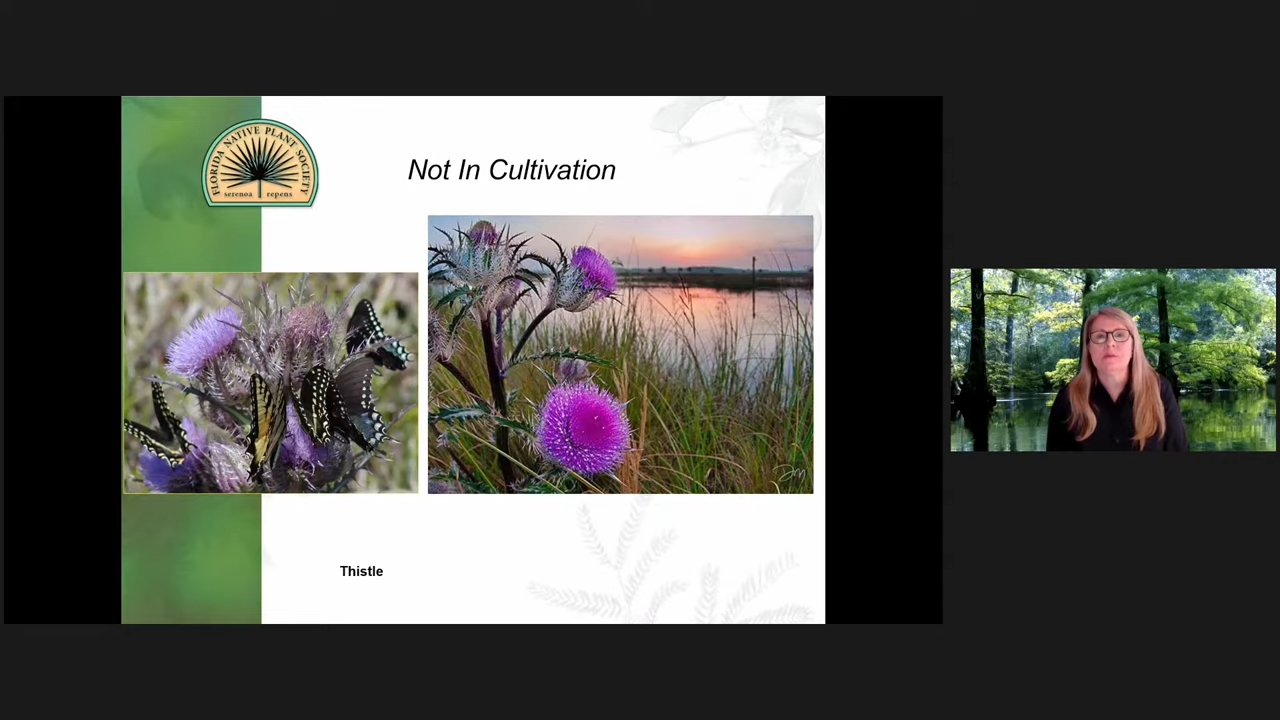 FLORIDA NATIVE PLANT SOCIETY
serenoa repens
Not In Cultivation
Thistle